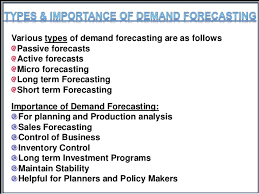 TYPES & IMPORTANCE OF DEMAND FORECASTING
Various types of demand forecasting are as follows
Passive forecasts
Active forecasts
Micro forecasting
Long term Forecasting
Short term Forecasting
Importance of Demand Forecasting:
For planning and Production analysis
Sales Forecasting
Control of Business
Inventory Control
Long term Investment Programs
Maintain Stability
Helpful for Planners and Policy Makers